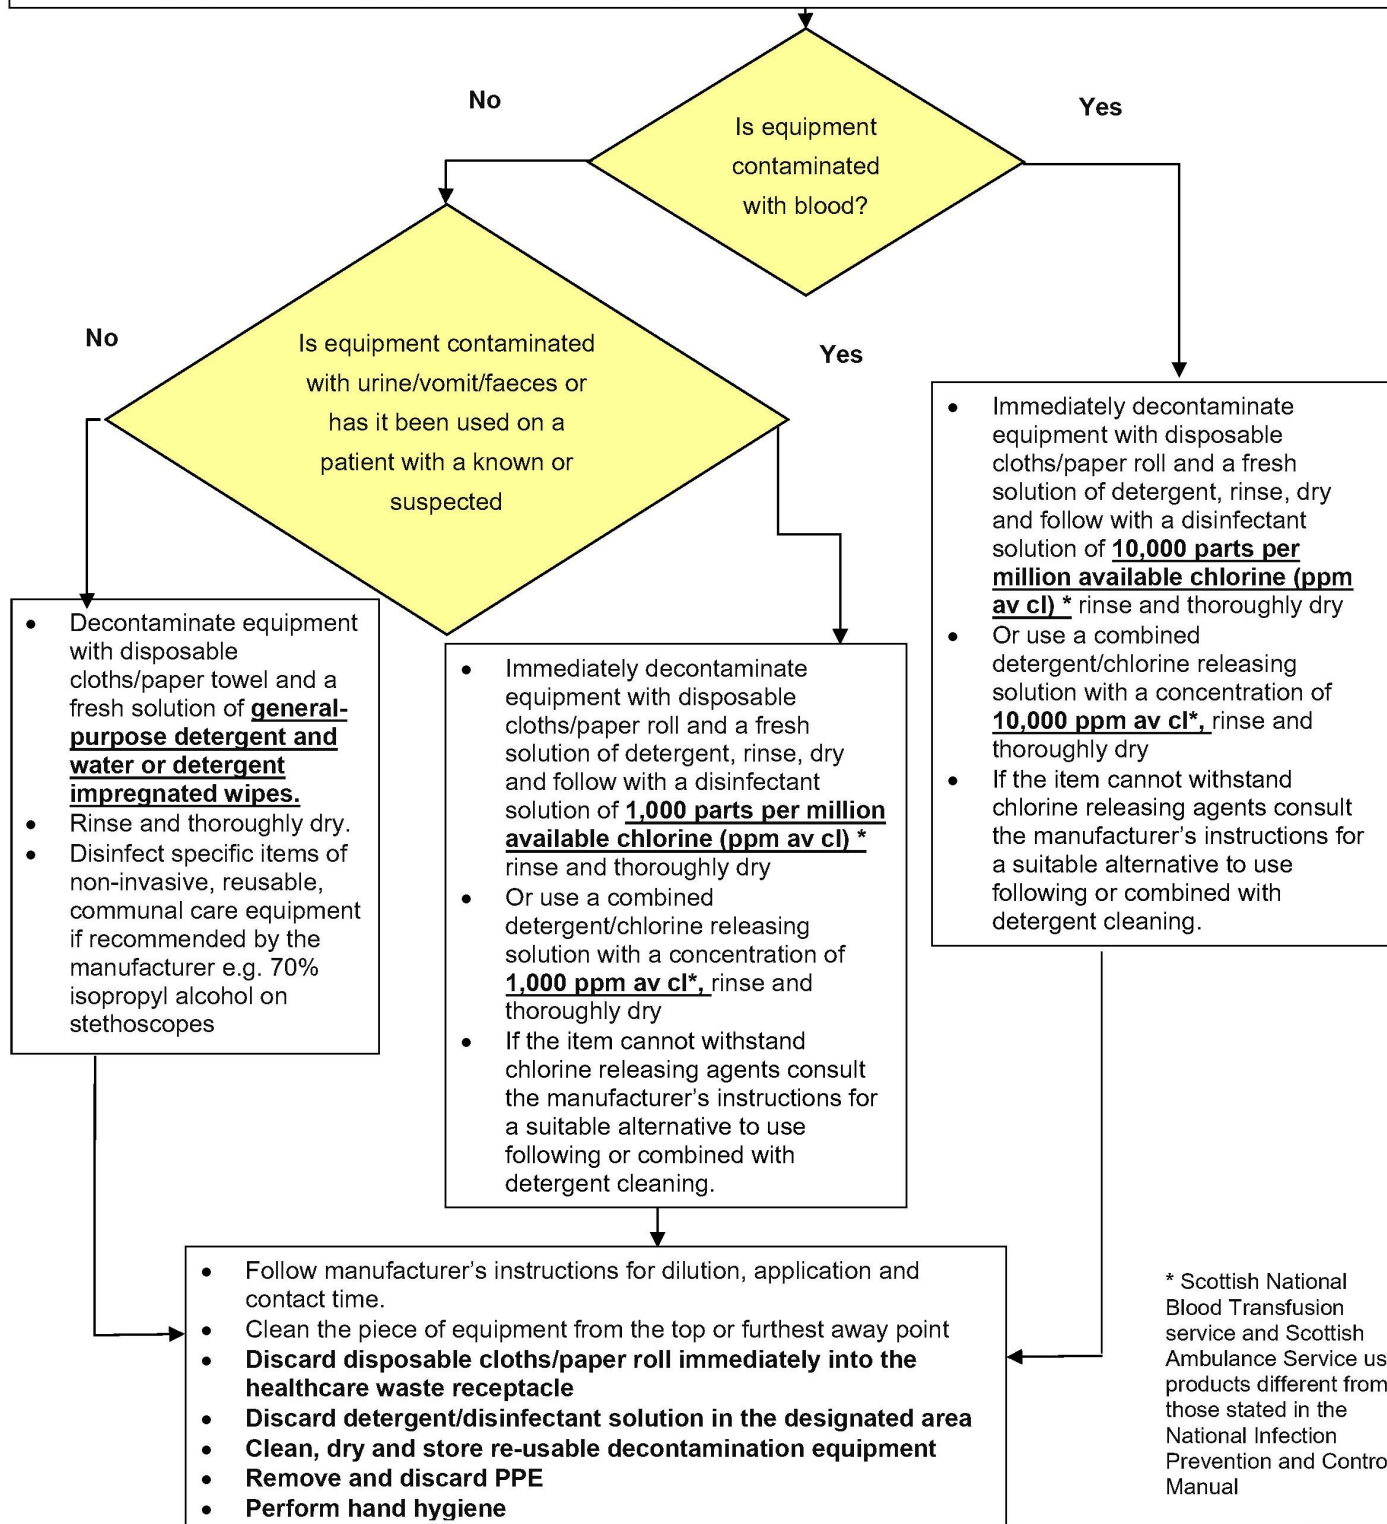 No
Yes
Is equipment
contaminated
with blood?
No
Yes
Is equipment contaminated
with urine/vomit/faeces or
has it been used on a
patient with a known or
suspected
• Immediately decontaminate
equipment with disposable
cloths/paper roll and a fresh
solution of detergent, rinse, dry
and follow with a disinfectant
solution of 10,000 parts per
million available chlorine (ppm
av cl) * rinse and thoroughly dry
• Or use a combined
detergent/chlorine releasing
solution with a concentration of
10,000 ppm av cl*, rinse and
thoroughly dry
• If the item cannot withstand
chlorine releasing agents consult
the manufacturer's instructions for
a suitable alternative to use
following or combined with
detergent cleaning.
• Decontaminate equipment
with disposable
cloths/paper towel and a
fresh solution of general-
purpose detergent and
water or detergent
impregnated wipes.
• Rinse and thoroughly dry.
• Disinfect specific items of
non-invasive, reusable,
communal care equipment
if recommended by the
manufacturer e.g. 70%
isopropyl alcohol on
stethoscopes
• Immediately decontaminate
equipment with disposable
cloths/paper roll and a fresh
solution of detergent, rinse, dry
and follow with a disinfectant
solution of 1,000 parts per million
available chlorine (ppm av cl) *
rinse and thoroughly dry
• Or use a combined
detergent/chlorine releasing
solution with a concentration of
1,000 ppm av cl*, rinse and
thoroughly dry
• If the item cannot withstand
chlorine releasing agents consult
the manufacturer's instructions for
a suitable alternative to use
following or combined with
detergent cleaning.
• Follow manufacturer's instructions for dilution, application and
contact time.
• Clean the piece of equipment from the top or furthest away point
• Discard disposable cloths/paper roll immediately into the
healthcare waste receptacle
• Discard detergent/disinfectant solution in the designated area
• Clean, dry and store re-usable decontamination equipment
• Remove and discard PPE
• Perform hand hygiene
* Scottish National
Blood Transfusion
service and Scottish
Ambulance Service us
products different from
those stated in the
National Infection
Prevention and Contro
Manual